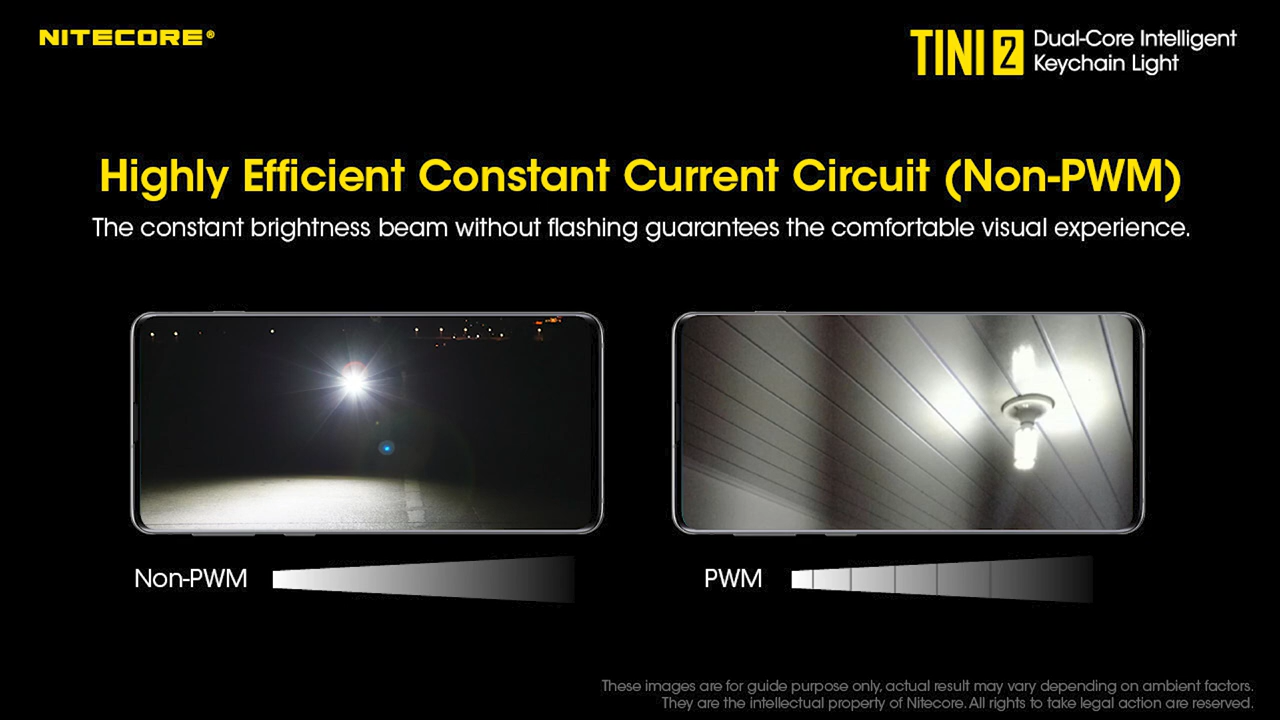 NITECORE®
TINI 2
Dual-Core Intelligent
Keychain Light
Highly Efficient Constant Current Circuit (Non-PWM)
The constant brightness beam without flashing guarantees the comfortable visual experience.
Non-PWM
PWM
These images are for guide purpose only, actual result may vary depending on ambient factors.
They are the intellectual property of Nitecore. All rights to take legal action are reserved.